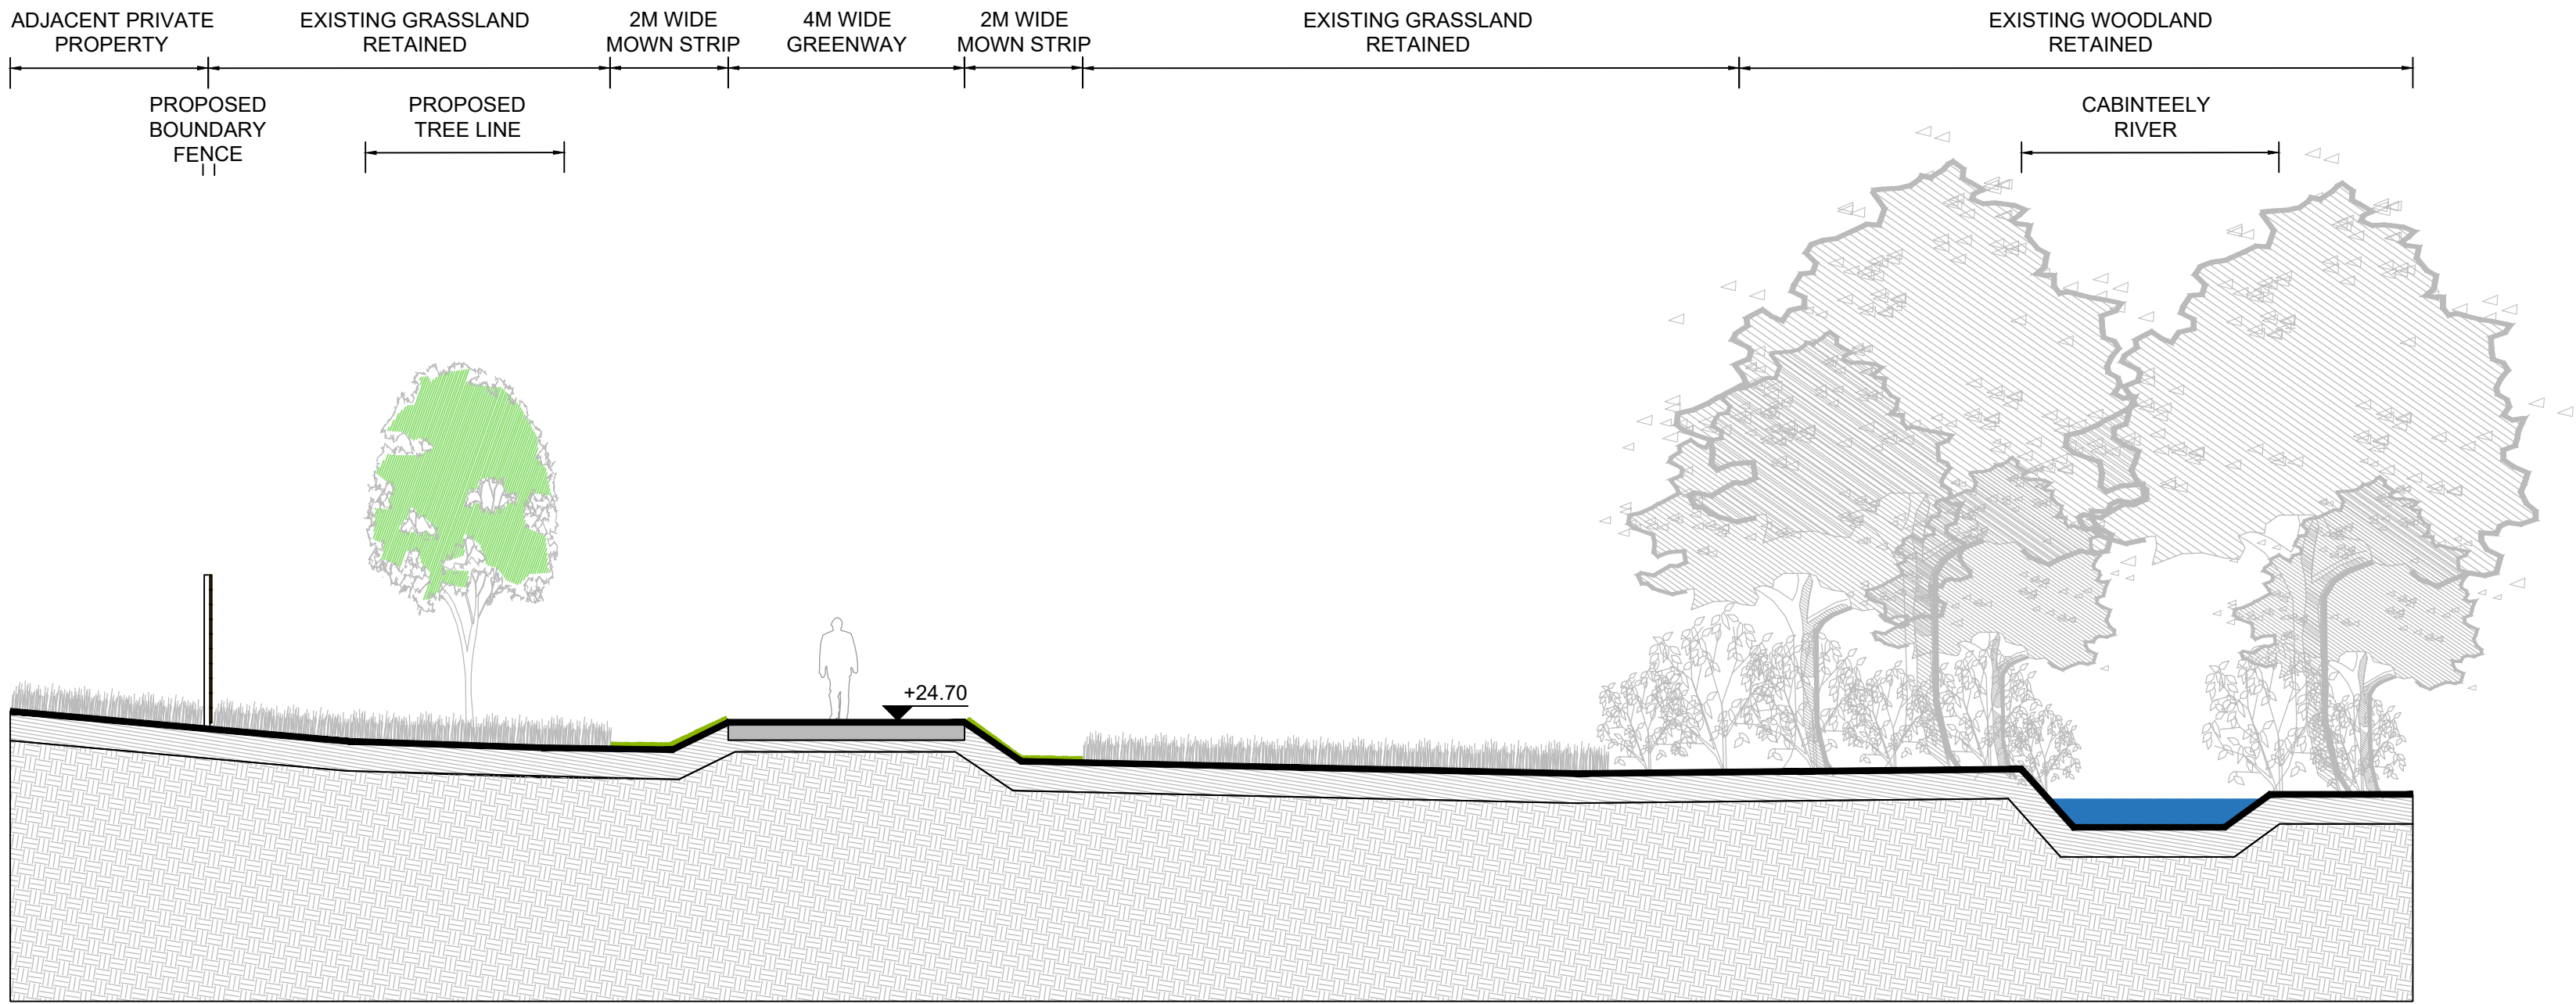 ADJACENT PRIVATE
PROPERTY
EXISTING GRASSLAND
RETAINED
2M WIDE
MOWN STRIP
4M WIDE
GREENWAY
2M WIDE
MOWN STRIP
EXISTING GRASSLAND
RETAINED
EXISTING WOODLAND
RETAINED
PROPOSED
BOUNDARY
FENCE
PROPOSED
TREE LINE
CABINTEELY
RIVER
+24.70